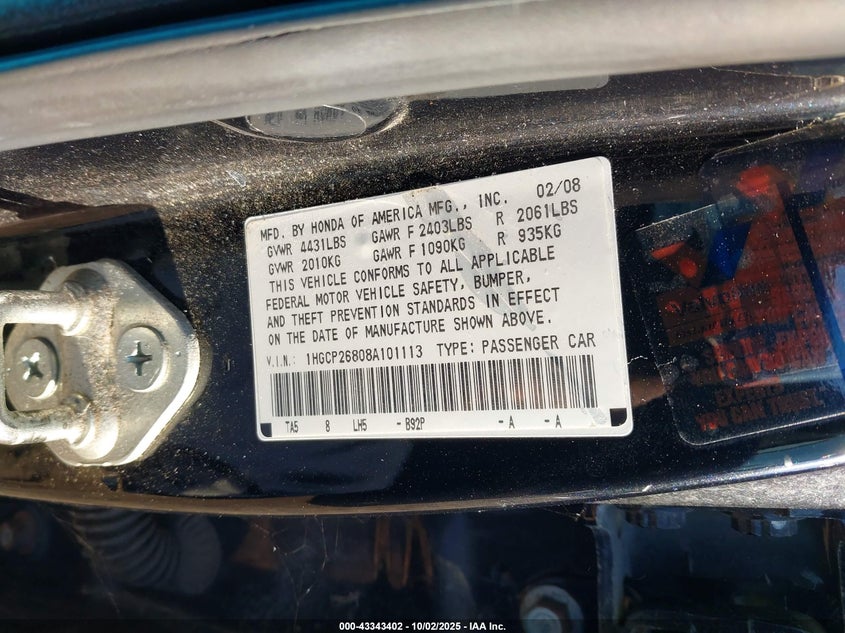 MFD. BY HONDA OF AMERICA MFG., INC. 02/08
GVWR 4431LBS GAWR F 2403LBS R 2061LBS
GVWR 2010KG GAWR F 1090KG R 935KG
THIS VEHICLE CONFORMS TO ALL APPLICABLE
FEDERAL MOTOR VEHICLE SAFETY, BUMPER,
AND THEFT PREVENTION STANDARDS IN EFFECT
ON THE DATE OF MANUFACTURE SHOWN ABOVE.
V.I.N.: 1HGCP26808A101113 TYPE: PASSENGER CAR
TA5 8 LH5 - B92P - A - A
YOU CAN TRUST.
000-43343402 - 10/02/2025 - IAA Inc.